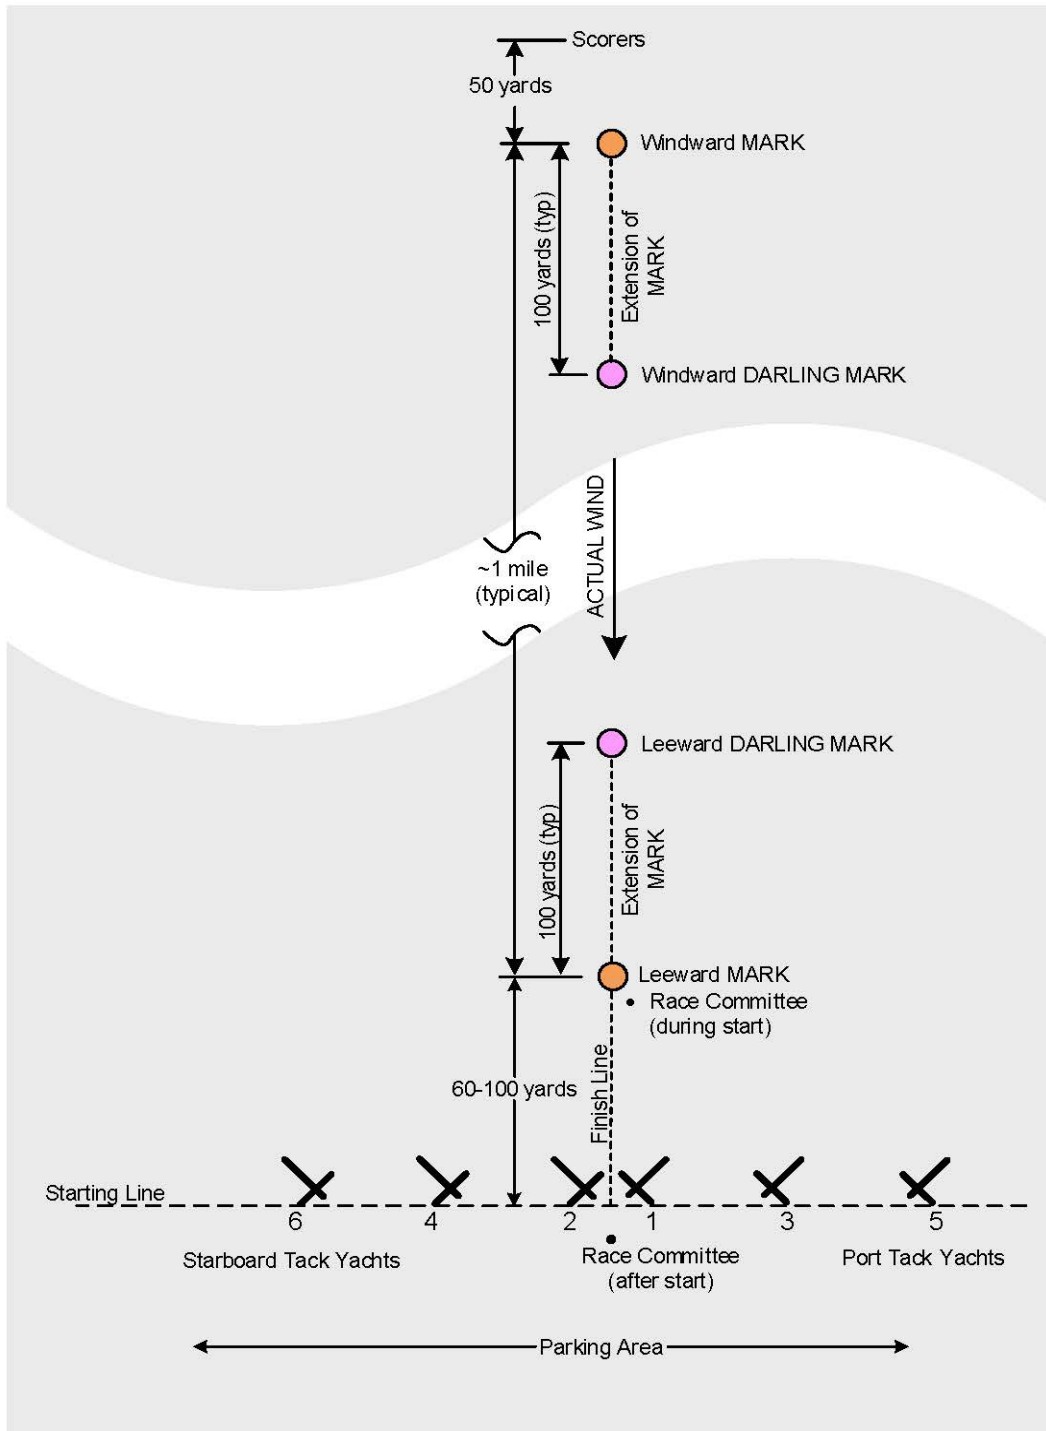 Scorers
50 yards
Windward MARK
100 yards (typ)
Extension of
MARK
Windward DARLING MARK
ACTUAL WIND
~1 mile
(typical)
Leeward DARLING MARK
100 yards (typ)
Extension of
MARK
Leeward MARK
• Race Committee
(during start)
60-100 yards
Finish Line
Starting Line
6 4 2 1 3 5
Starboard Tack Yachts
Race Committee
(after start)
Port Tack Yachts
Parking Area